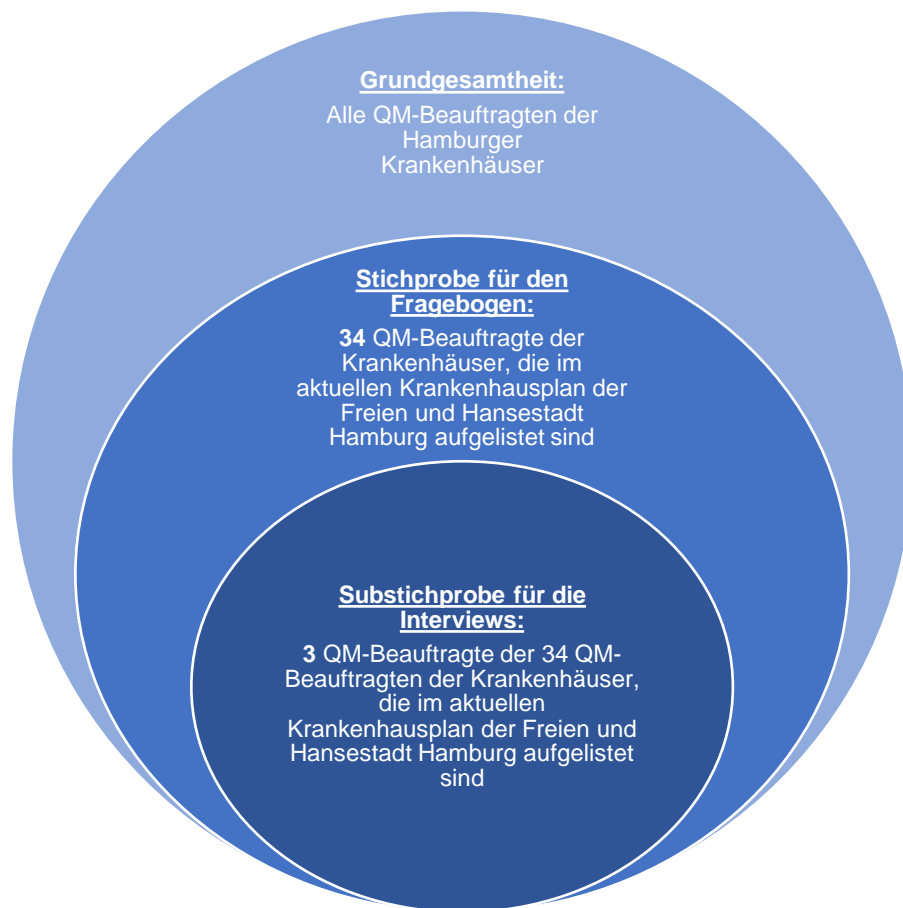 Grundgesamtheit:
Alle QM-Beauftragten der
Hamburger
Krankenhäuser
Stichprobe für den
Fragebogen:
34 QM-Beauftragte der
Krankenhäuser, die im
aktuellen Krankenhausplan der
Freien und Hansestadt
Hamburg aufgelistet sind
Substichprobe für die
Interviews:
3 QM-Beauftragte der 34 QM-
Beauftragten der Krankenhäuser,
die im aktuellen
Krankenhausplan der Freien und
Hansestadt Hamburg aufgelistet
sind